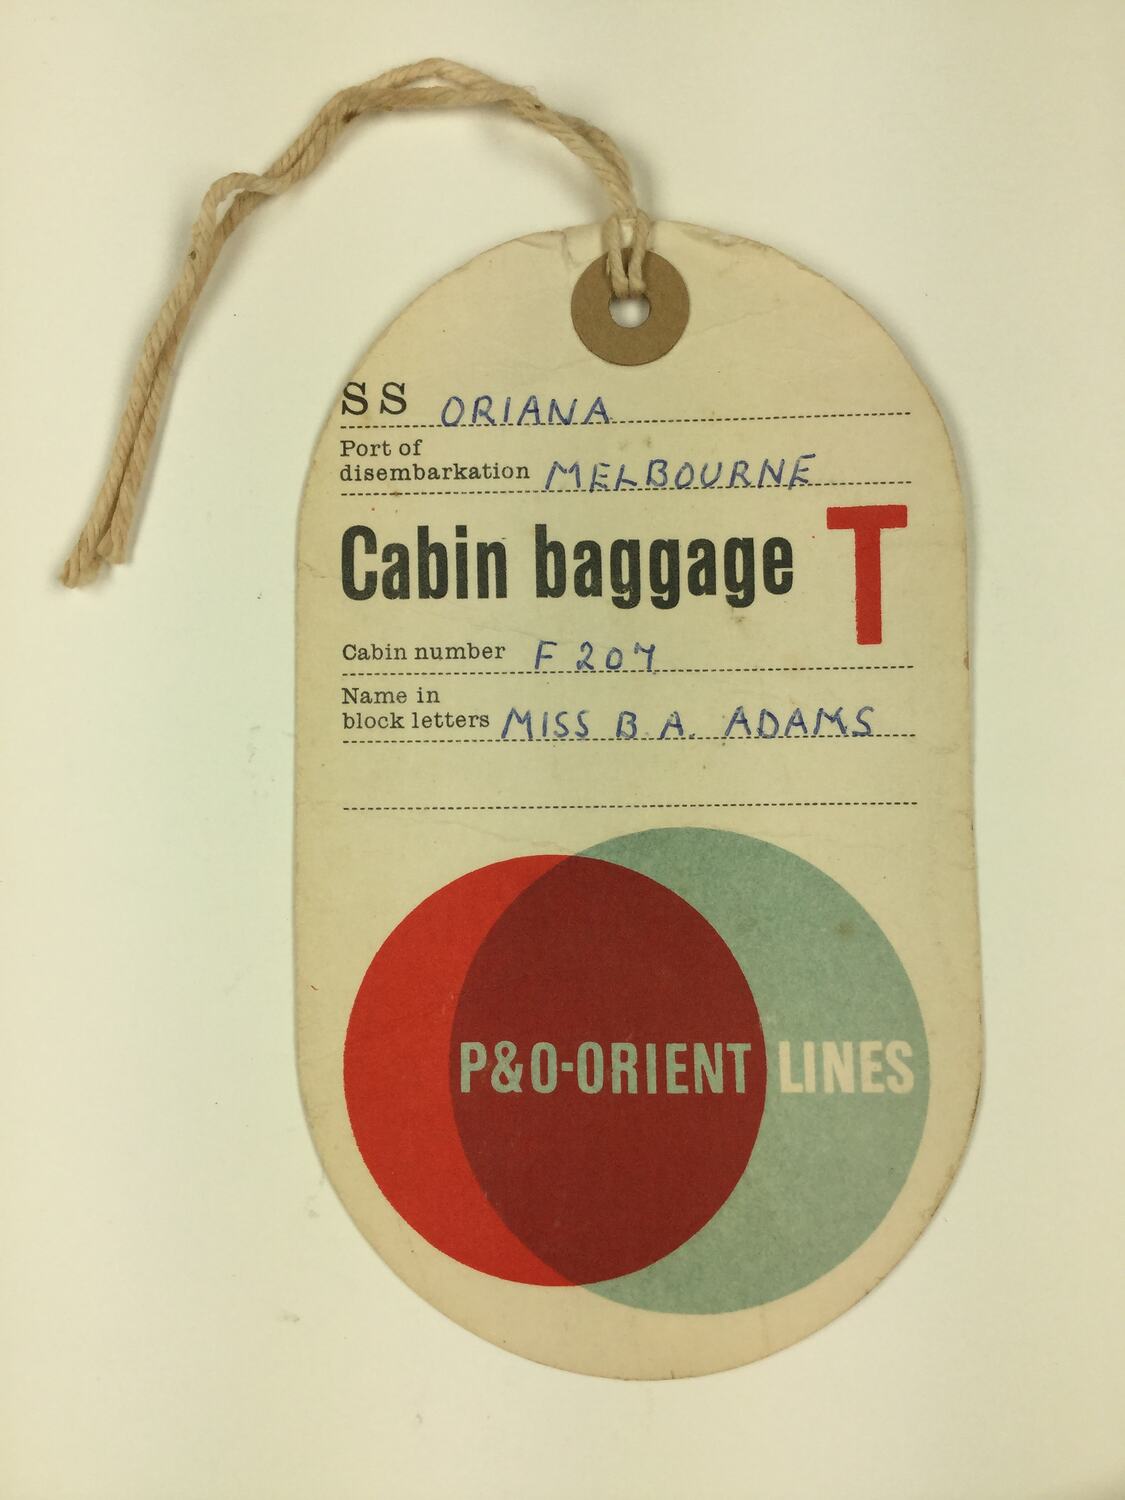 SS ORIANA
Port of
disembarkation MELBOURNE
Cabin baggage T
Cabin number F 207
Name in
block letters MISS B.A. ADAMS
P&O-ORIENT LINES